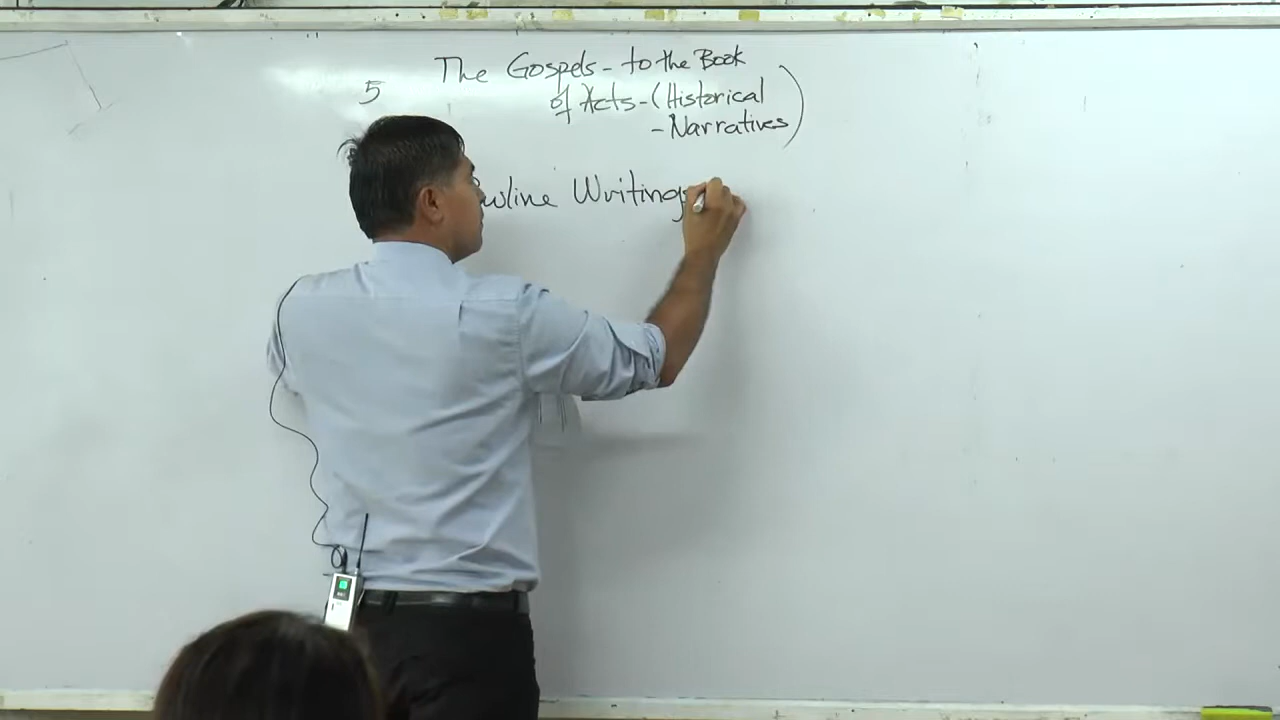 The Gospels - to the Book
5
of Acts - (Historical
- Narratives)
Writings